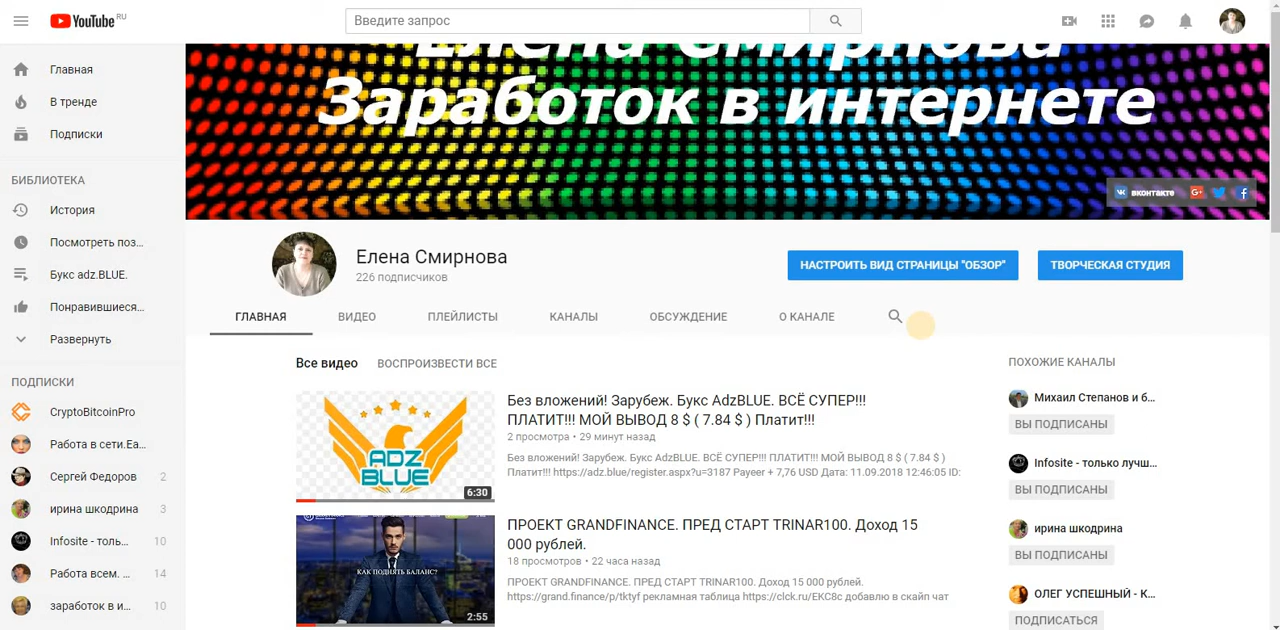 YouTube RU
Введите запрос
Главная
В тренде
Подписки
БИБЛИОТЕКА
История
Посмотреть поз...
Букс adz.BLUE.
Понравившиеся...
Развернуть
ПОДПИСКИ
CryptoBitcoinPro
Работа в сети.Еа...
Сергей Федоров 2
ирина шкодрина 3
Infosite - толь... 10
Работа всем. ... 14
заработок в и... 10
Елена Смирнова
Заработок в интернете
вконтакте
Елена Смирнова
226 подписчиков
НАСТРОИТЬ ВИД СТРАНИЦЫ "ОБЗОР"
ТВОРЧЕСКАЯ СТУДИЯ
ГЛАВНАЯ ВИДЕО ПЛЕЙЛИСТЫ КАНАЛЫ ОБСУЖДЕНИЕ О КАНАЛЕ
Все видео ВОСПРОИЗВЕСТИ ВСЕ
ADZ
BLUE
6:30
Без вложений! Зарубеж. Букс AdzBLUE. ВСЁ СУПЕР!!!
ПЛАТИТ!!! МОЙ ВЫВОД 8 $ ( 7.84 $ ) Платит!!!
2 просмотра • 29 минут назад
Без вложений! Зарубеж. Букс AdzBLUE. ВСЁ СУПЕР!!! ПЛАТИТ!!! МОЙ ВЫВОД 8 $ ( 7.84 $ )
Платит!!! https://adz.blue/register.aspx?u=3187 Payeer + 7,76 USD Дата: 11.09.2018 12:46:05 ID:
КАК ПОДНЯТЬ БАЛАНС?
2:55
ПРОЕКТ GRANDFINANCE. ПРЕД СТАРТ TRINAR100. Доход 15
000 рублей.
18 просмотров • 22 часа назад
ПРОЕКТ GRANDFINANCE. ПРЕД СТАРТ TRINAR100. Доход 15 000 рублей.
https://grand.finance/p/tktyf рекламная таблица https://clck.ru/EKC8c добавлю в скайп чат
ПОХОЖИЕ КАНАЛЫ
Михаил Степанов и б...
ВЫ ПОДПИСАНЫ
Infosite - только лучш...
ВЫ ПОДПИСАНЫ
ирина шкодрина
ВЫ ПОДПИСАНЫ
ОЛЕГ УСПЕШНЫЙ - К...
ПОДПИСАТЬСЯ